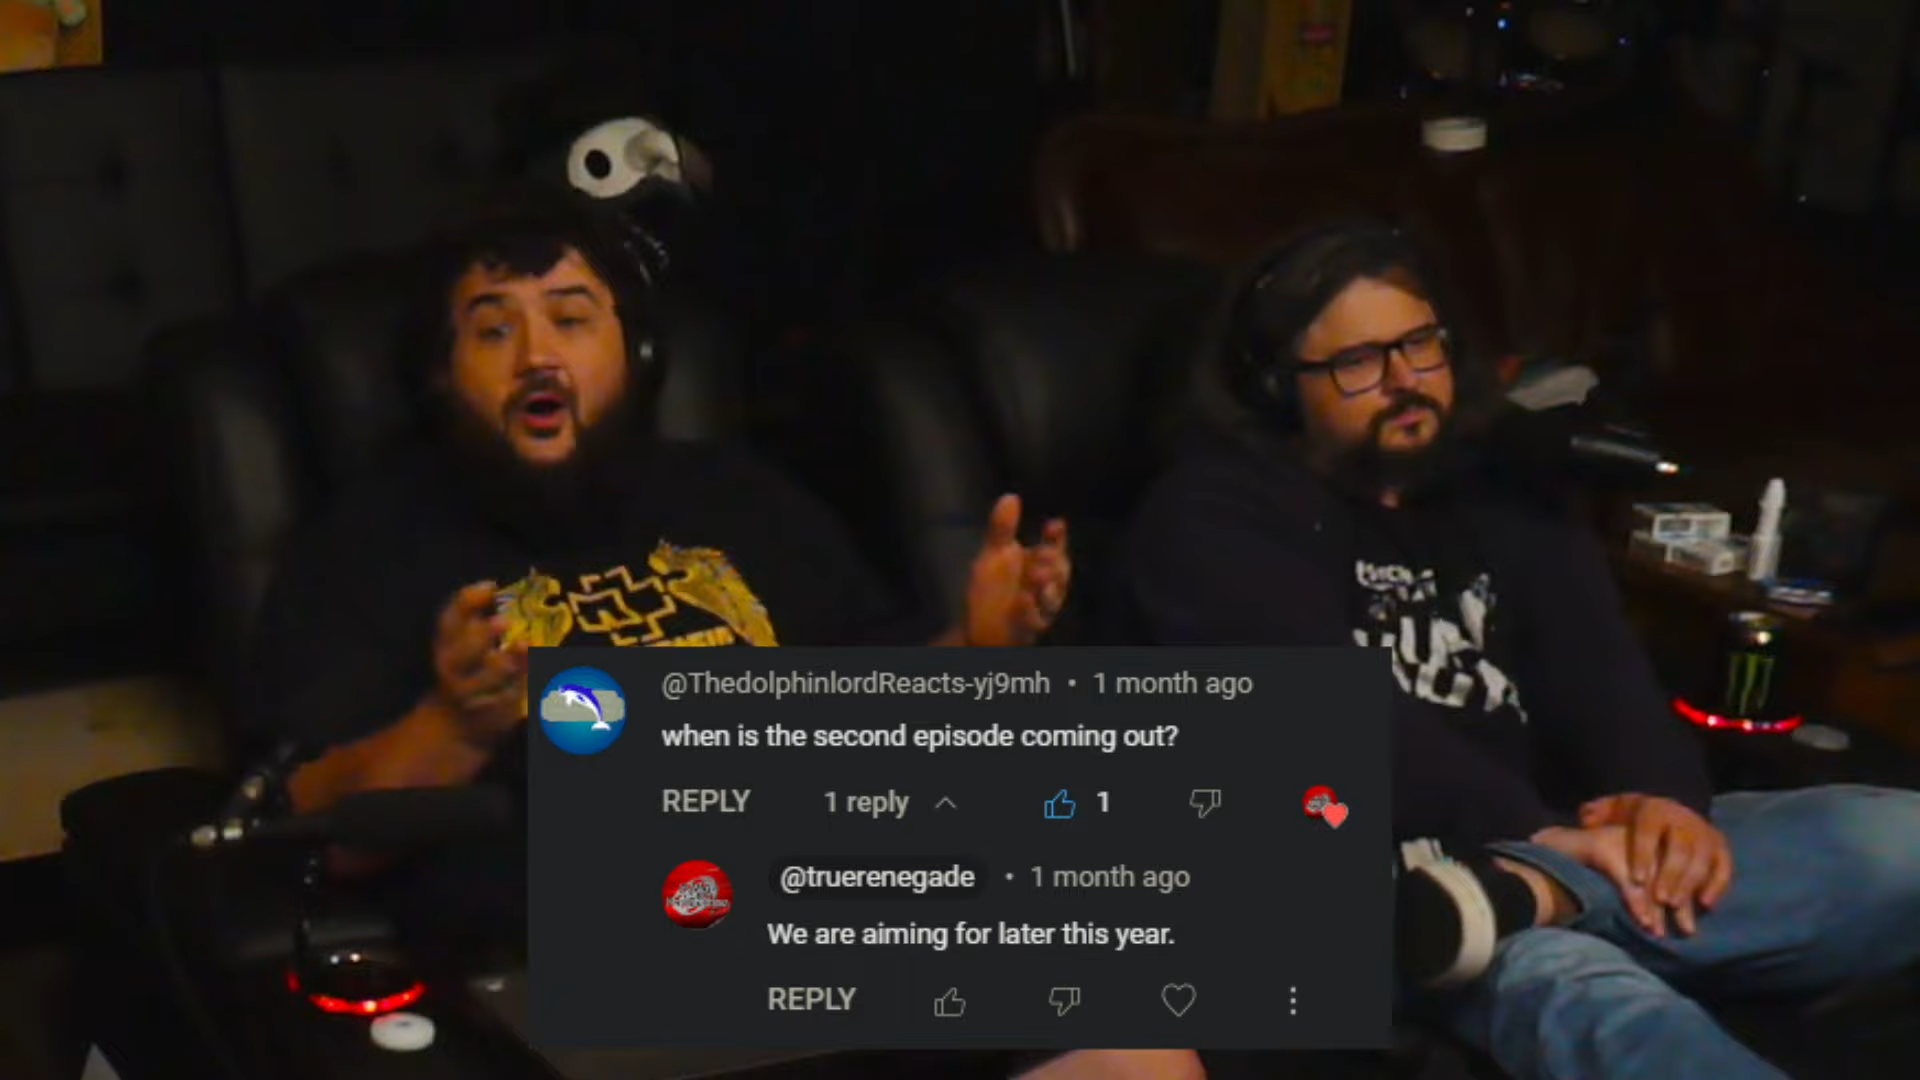 @ThedolphinlordReacts-yj9mh • 1 month ago
when is the second episode coming out?
REPLY 1 reply 1
@truerenegade • 1 month ago
We are aiming for later this year.
REPLY